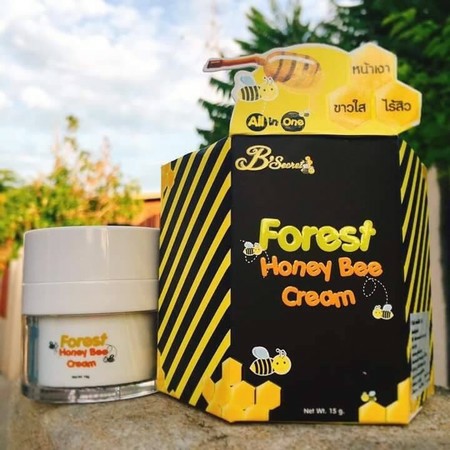 หน้าเงา
ขาวใส
ไร้สิว
All in One
B'Secret
Forest
Honey Bee
Cream
Net Wt. 15 g.
Forest
Honey Bee
Cream